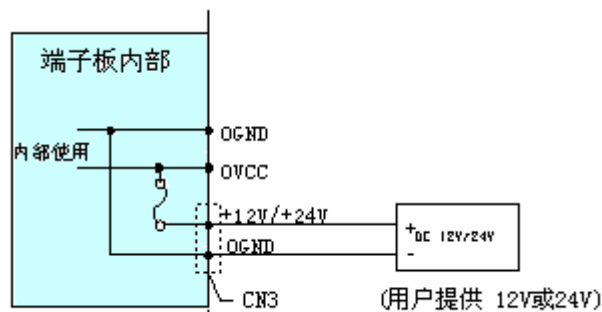 端子板内部
OGND
内部使用
OVCC
+12V/+24V
+ DC 12V/24V
OGND
-
CN3
(用户提供 12V或24V)